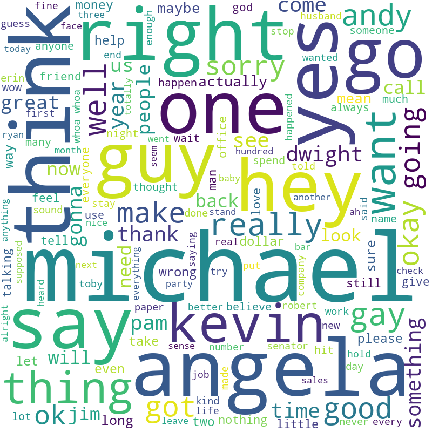 fine money maybe god come andy husband
guess three anyone help enough someone stop
today face end us
erin wow friend
think right yes go
ryan first whoa whoa happen actually wanted mean call
great well year people sorry happened always much
many month night wait went totally one want going
way now everyone seen office see hundred dwight
feel gonna stay thought man spend told
anything sound guy hey baby another ah okay
supposed use nice make back love said name
tell done stand really look sure
talking heard next thank real dollar bar check
alright toby need saying try put company still give
michael
everything wrong party better believe robert work please
say paper sense new hold
pam take number senator hit gay day something
thing kevin angela
let will even job made sales
lot ok jim long got kind life leave two nothing time little good never every